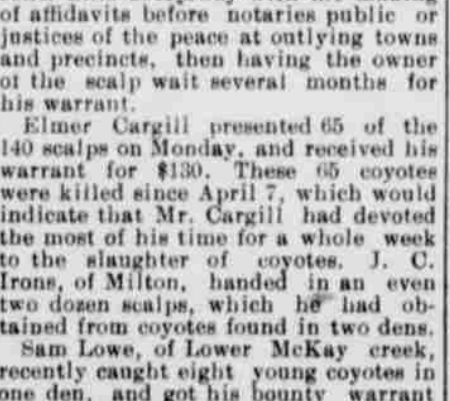 of affidavits before notaries public or
justices of the peace at outlying towns
and precincts, then having the owner
of the scalp wait several months for
his warrant.
Elmer Cargill presented 65 of the
140 scalps on Monday, and received his
warrant for $130. These 65 coyotes
were killed since April 7, which would
indicate that Mr. Cargill had devoted
the most of his time for a whole week
to the slaughter of coyotes. J. C.
Irons, of Milton, handed in an even
two dozen scalps, which he had ob-
tained from coyotes found in two dens.
Sam Lowe, of Lower McKay creek,
recently caught eight young coyotes in
one den, and got his bounty warrant